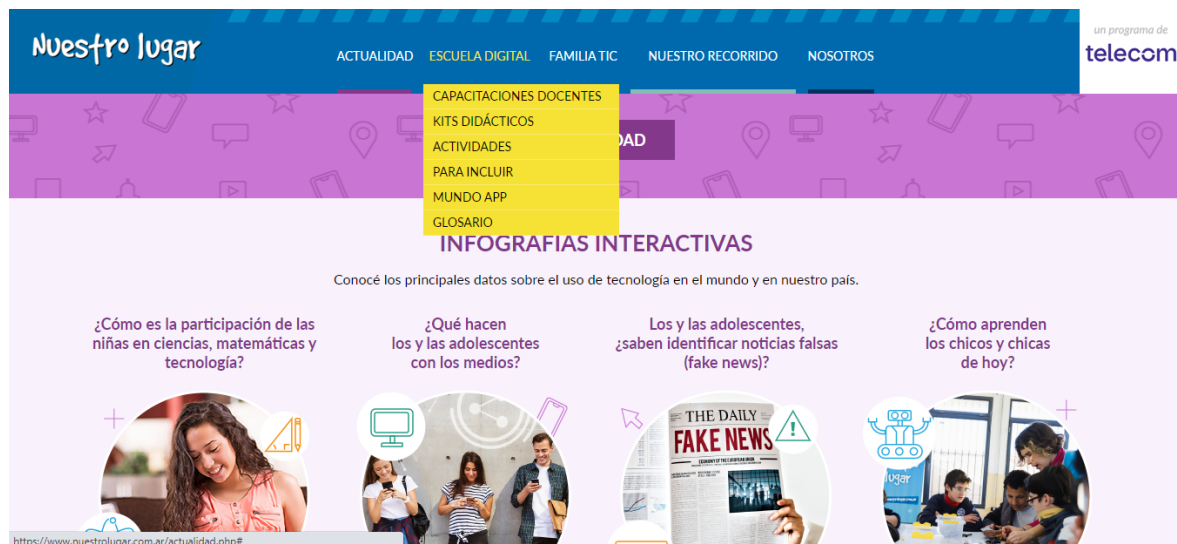 Nuestro lugar
ACTUALIDAD ESCUELA DIGITAL FAMILIA TIC NUESTRO RECORRIDO NOSOTROS
un programa de
telecom
CAPACITACIONES DOCENTES
KITS DIDÁCTICOS
ACTIVIDADES
PARA INCLUIR
MUNDO APP
GLOSARIO
DAD
INFOGRAFÍAS INTERACTIVAS
Conocé los principales datos sobre el uso de tecnología en el mundo y en nuestro país.
¿Cómo es la participación de las
niñas en ciencias, matemáticas y
tecnología?
¿Qué hacen
los y las adolescentes
con los medios?
Los y las adolescentes,
¿saben identificar noticias falsas
(fake news)?
¿Cómo aprenden
los chicos y chicas
de hoy?
THE DAILY
FAKE NEWS
lugar
https://www.nuestrolugar.com.ar/actualidad.php#